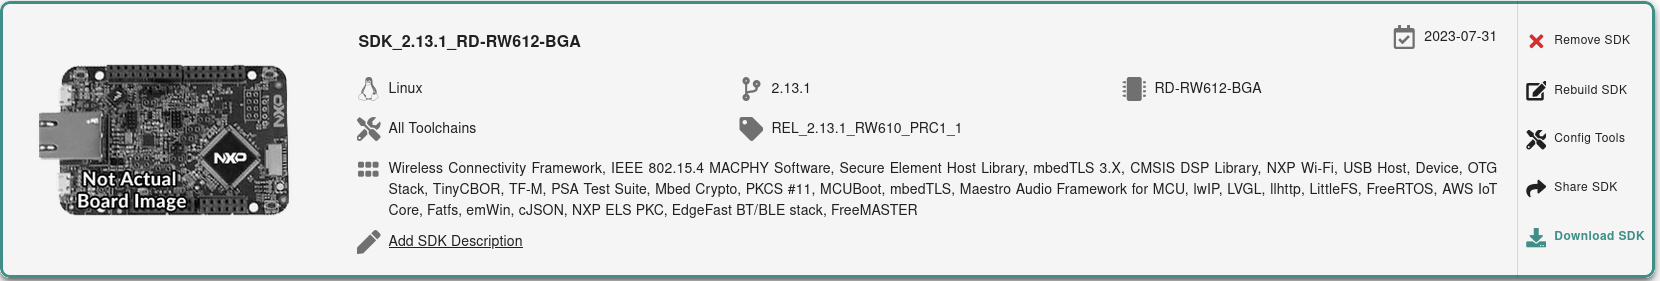 SDK_2.13.1_RD-RW612-BGA
2023-07-31
Linux
2.13.1
RD-RW612-BGA
All Toolchains
REL_2.13.1_RW610_PRC1_1
Wireless Connectivity Framework, IEEE 802.15.4 MACPHY Software, Secure Element Host Library, mbedTLS 3.X, CMSIS DSP Library, NXP Wi-Fi, USB Host, Device, OTG
Stack, TinyCBOR, TF-M, PSA Test Suite, Mbed Crypto, PKCS #11, MCUBoot, mbedTLS, Maestro Audio Framework for MCU, lwIP, LVGL, llhttp, LittleFS, FreeRTOS, AWS IoT
Core, Fatfs, emWin, cJSON, NXP ELS PKC, EdgeFast BT/BLE stack, FreeMASTER
Add SDK Description
NXP
NXP
Not Actual
Board Image
Remove SDK
Rebuild SDK
Config Tools
Share SDK
Download SDK